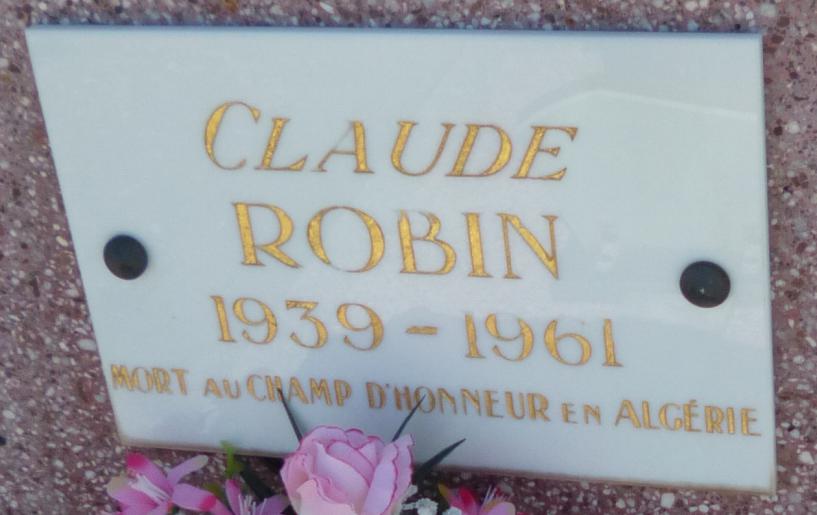 CLAUDE
ROBIN
1939 - 1961
MORT AU CHAMP D'HONNEUR EN ALGÉRIE